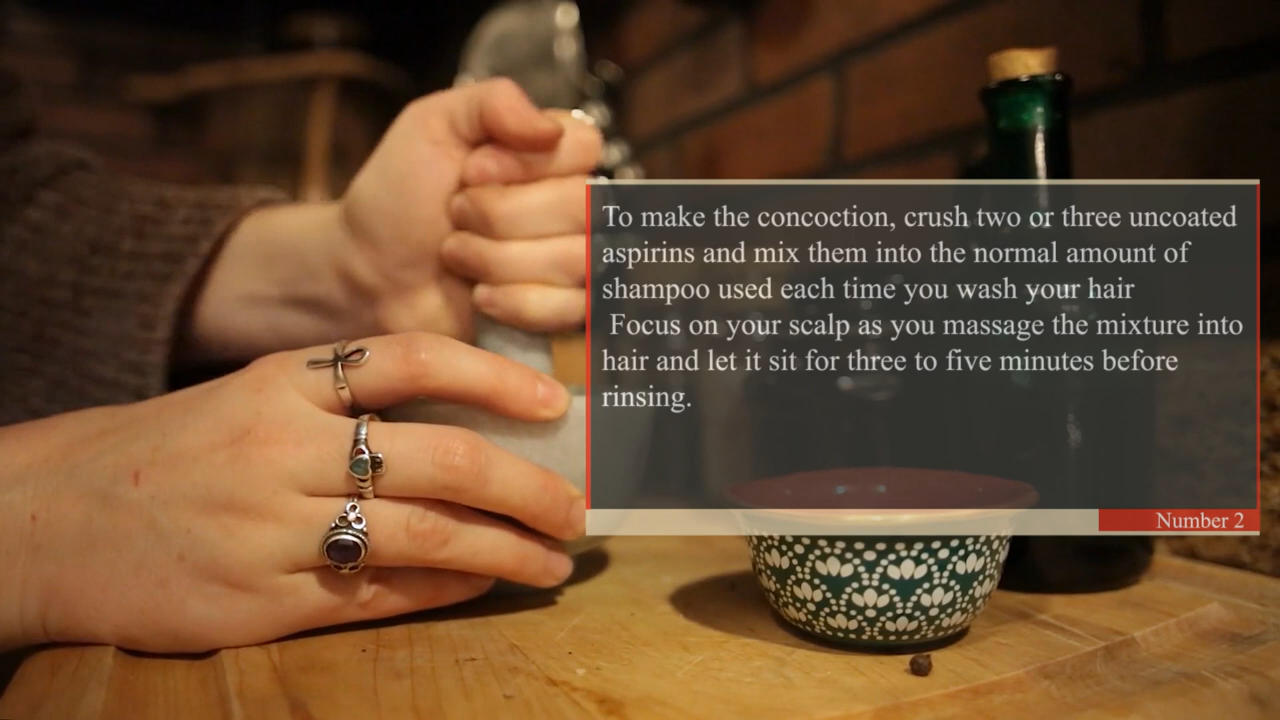 To make the concoction, crush two or three uncoated
aspirins and mix them into the normal amount of
shampoo used each time you wash your hair
Focus on your scalp as you massage the mixture into
hair and let it sit for three to five minutes before
rinsing.
Number 2